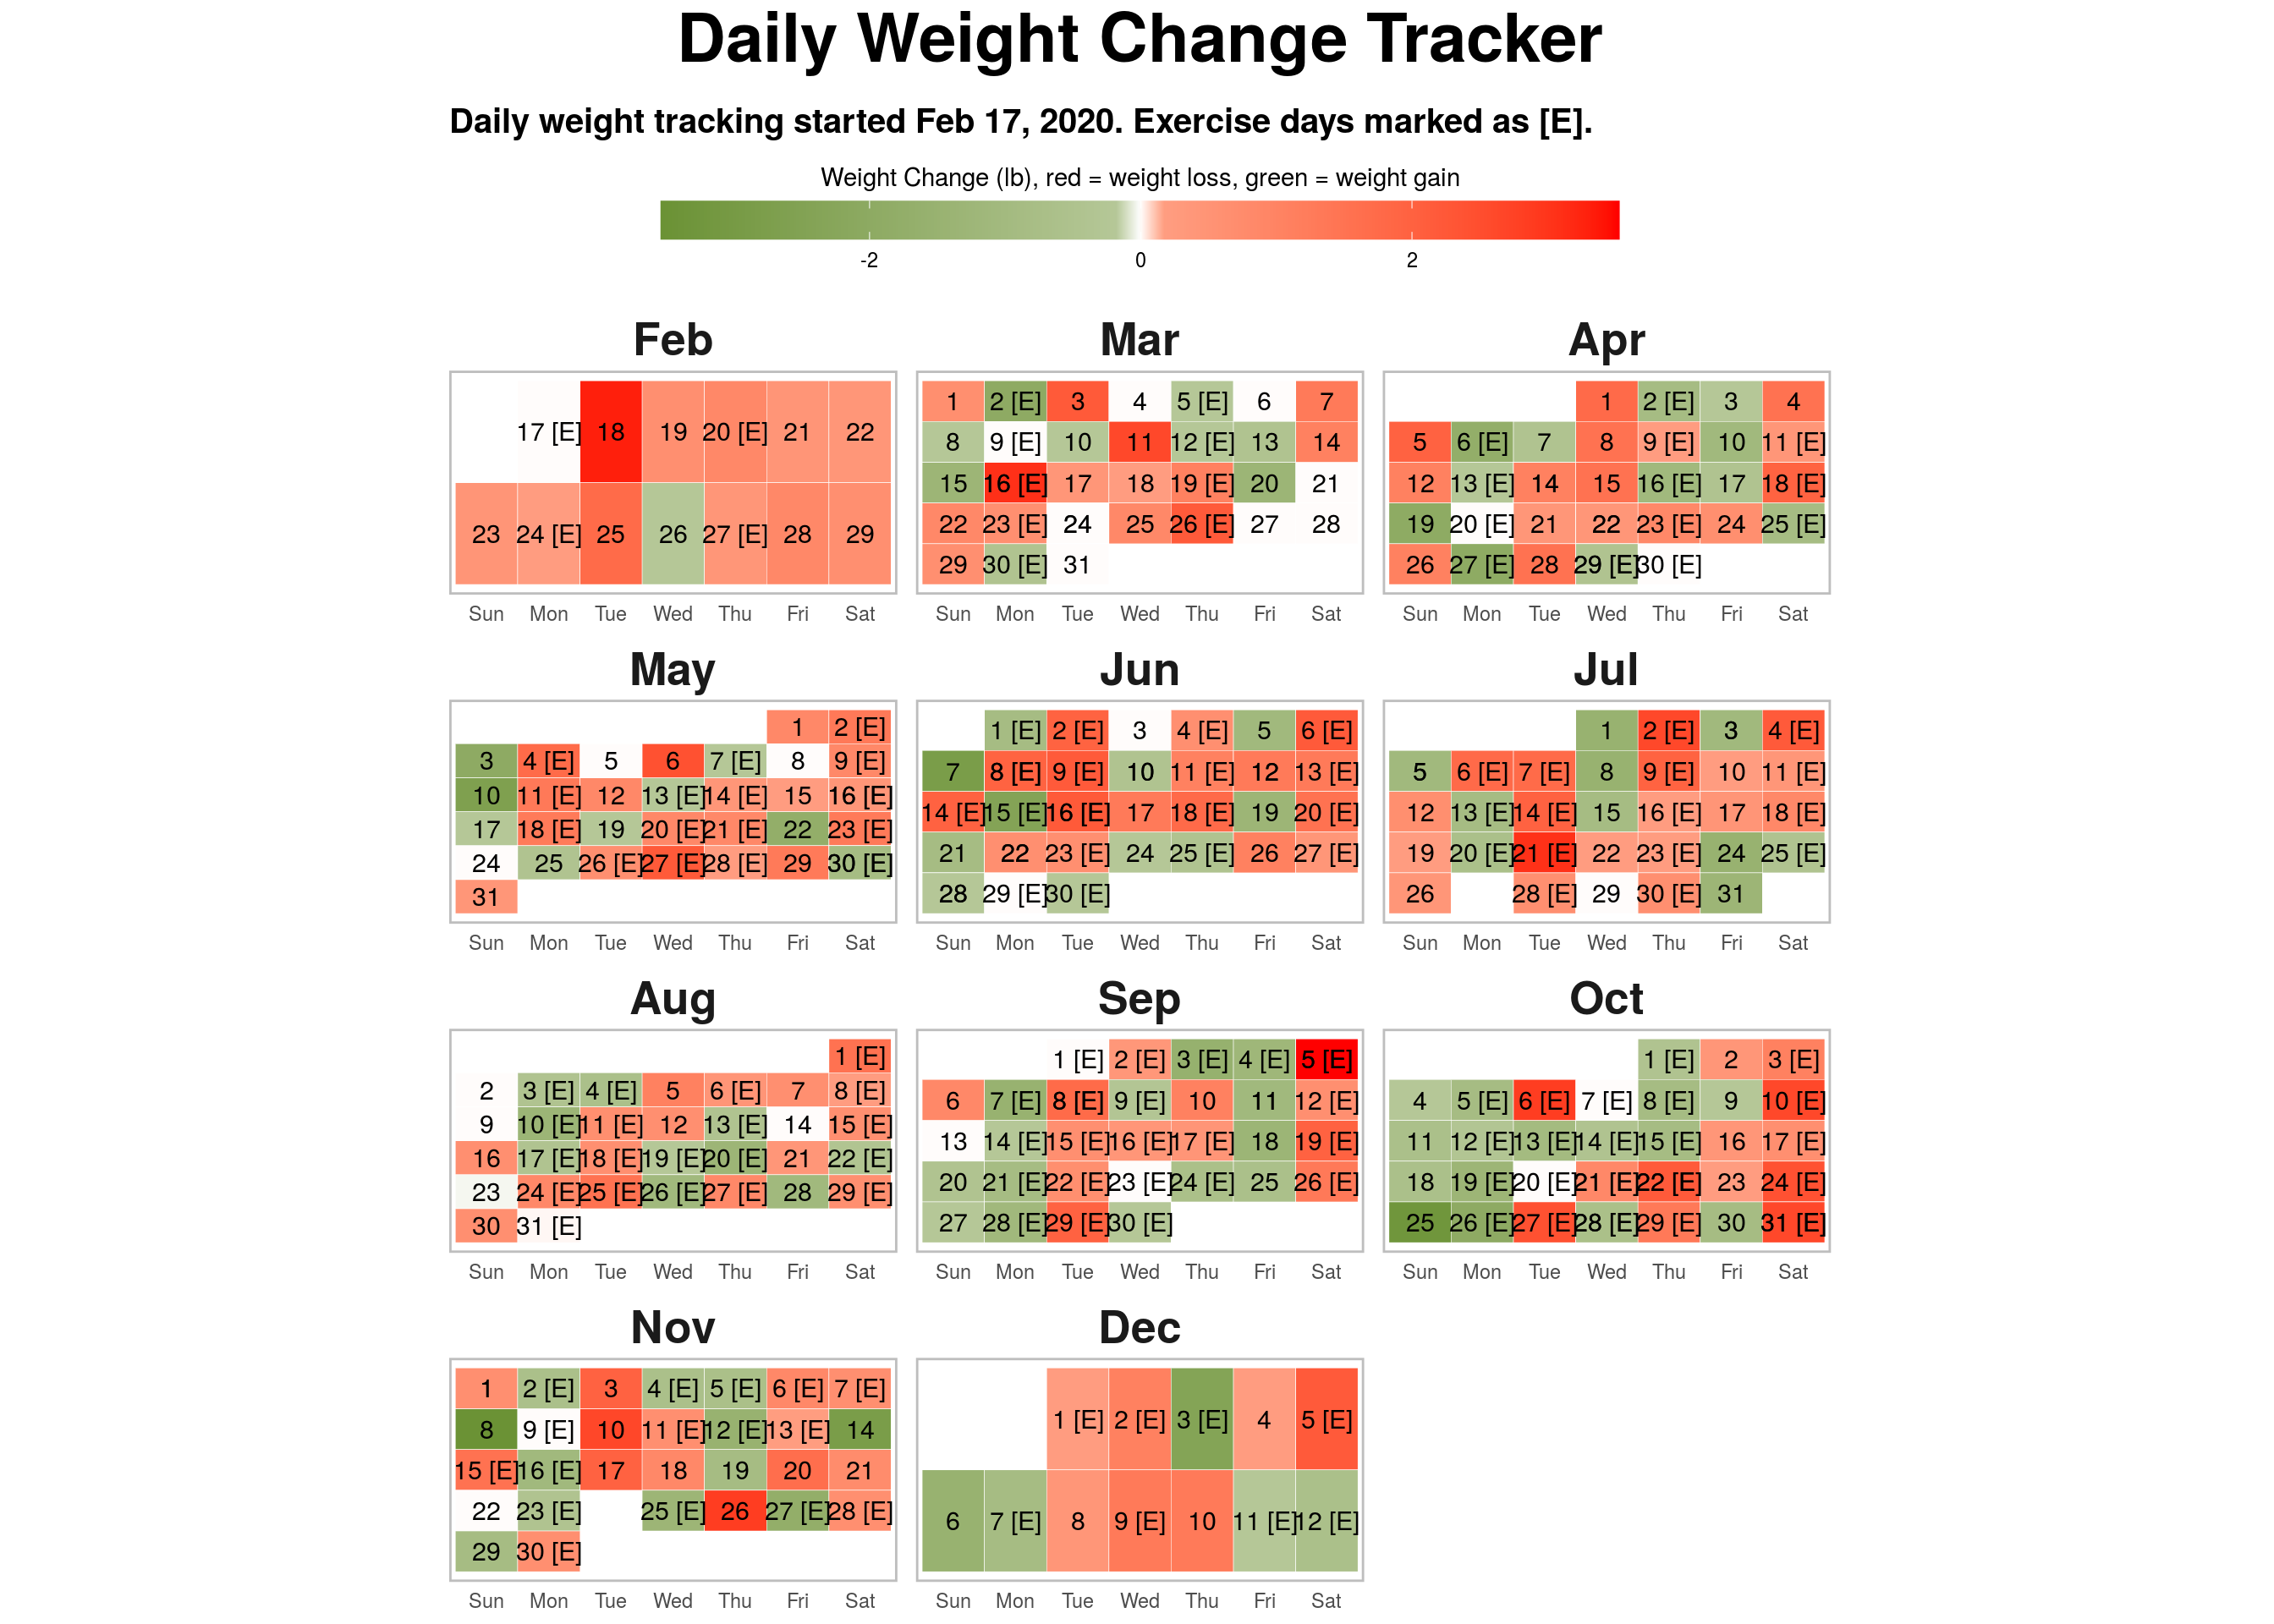 Daily Weight Change Tracker
Daily weight tracking started Feb 17, 2020. Exercise days marked as [E].
Weight Change (lb), red = weight loss, green = weight gain
-2 0 2
Feb Mar Apr
17 [E] 18 19 20 [E] 21 22
23 24 [E] 25 26 27 [E] 28 29
Sun Mon Tue Wed Thu Fri Sat
1 2 [E] 3 4 5 [E] 6 7
8 9 [E] 10 11 12 [E] 13 14
15 16 [E] 17 18 19 [E] 20 21
22 23 [E] 24 25 26 [E] 27 28
29 30 [E] 31
Sun Mon Tue Wed Thu Fri Sat
1 2 [E] 3 4
5 6 [E] 7 8 9 [E] 10 11 [E]
12 13 [E] 14 15 16 [E] 17 18 [E]
19 20 [E] 21 22 23 [E] 24 25 [E]
26 27 [E] 28 29 [E] 30 [E]
Sun Mon Tue Wed Thu Fri Sat
May Jun Jul
1 2 [E]
3 4 [E] 5 6 7 [E] 8 9 [E]
10 11 [E] 12 13 [E] 14 [E] 15 16 [E]
17 18 [E] 19 20 [E] 21 [E] 22 23 [E]
24 25 26 [E] 27 [E] 28 [E] 29 30 [E]
31
Sun Mon Tue Wed Thu Fri Sat
1 [E] 2 [E] 3 4 [E] 5 6 [E]
7 8 [E] 9 [E] 10 11 [E] 12 13 [E]
14 [E] 15 [E] 16 [E] 17 18 [E] 19 20 [E]
21 22 23 [E] 24 25 [E] 26 27 [E]
28 29 [E] 30 [E]
Sun Mon Tue Wed Thu Fri Sat
1 2 [E] 3 4 [E]
5 6 [E] 7 [E] 8 9 [E] 10 11 [E]
12 13 [E] 14 [E] 15 16 [E] 17 18 [E]
19 20 [E] 21 [E] 22 23 [E] 24 25 [E]
26 28 [E] 29 30 [E] 31
Sun Mon Tue Wed Thu Fri Sat
Aug Sep Oct
1 [E]
2 3 [E] 4 [E] 5 6 [E] 7 8 [E]
9 10 [E] 11 [E] 12 13 [E] 14 15 [E]
16 17 [E] 18 [E] 19 [E] 20 [E] 21 22 [E]
23 24 [E] 25 [E] 26 [E] 27 [E] 28 29 [E]
30 31 [E]
Sun Mon Tue Wed Thu Fri Sat
1 [E] 2 [E] 3 [E] 4 [E] 5 [E]
6 7 [E] 8 [E] 9 [E] 10 11 12 [E]
13 14 [E] 15 [E] 16 [E] 17 [E] 18 19 [E]
20 21 [E] 22 [E] 23 [E] 24 [E] 25 26 [E]
27 28 [E] 29 [E] 30 [E]
Sun Mon Tue Wed Thu Fri Sat
1 [E] 2 3 [E]
4 5 [E] 6 [E] 7 [E] 8 [E] 9 10 [E]
11 12 [E] 13 [E] 14 [E] 15 [E] 16 17 [E]
18 19 [E] 20 [E] 21 [E] 22 [E] 23 24 [E]
25 26 [E] 27 [E] 28 [E] 29 [E] 30 31 [E]
Sun Mon Tue Wed Thu Fri Sat
Nov Dec
1 2 [E] 3 4 [E] 5 [E] 6 [E] 7 [E]
8 9 [E] 10 11 [E] 12 [E] 13 [E] 14
15 [E] 16 [E] 17 18 19 20 21
22 23 [E] 25 [E] 26 27 [E] 28 [E]
29 30 [E]
Sun Mon Tue Wed Thu Fri Sat
1 [E] 2 [E] 3 [E] 4 5 [E]
6 7 [E] 8 9 [E] 10 11 [E] 12 [E]
Sun Mon Tue Wed Thu Fri Sat